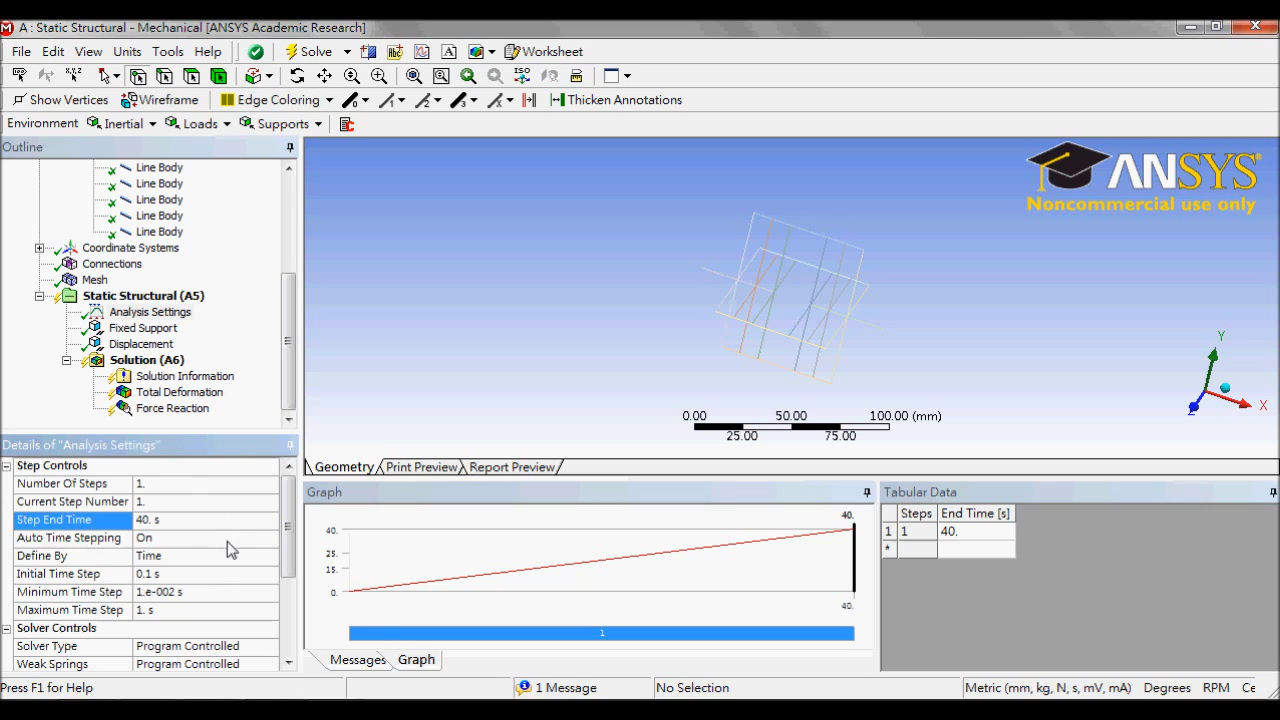 A : Static Structural - Mechanical [ANSYS Academic Research]
File Edit View Units Tools Help Solve Worksheet
Show Vertices Wireframe Edge Coloring Thicken Annotations
Environment Inertial Loads Supports
Outline
Line Body
Line Body
Line Body
Line Body
Line Body
Coordinate Systems
Connections
Mesh
Static Structural (A5)
Analysis Settings
Fixed Support
Displacement
Solution (A6)
Solution Information
Total Deformation
Force Reaction
Details of "Analysis Settings"
Step Controls
Number Of Steps 1.
Current Step Number 1.
Step End Time 40. s
Auto Time Stepping On
Define By Time
Initial Time Step 0.1 s
Minimum Time Step 1.e-002 s
Maximum Time Step 1. s
Solver Controls
Solver Type Program Controlled
Weak Springs Program Controlled
ANSYS
Noncommercial use only
Y
X
Z
0.00 50.00 100.00 (mm)
25.00 75.00
Geometry Print Preview Report Preview
Graph
40.
40.
25.
15.
0.
40.
1
Messages Graph
Tabular Data
Steps End Time [s]
1 1 40.
*
Press F1 for Help 1 Message No Selection Metric (mm, kg, N, s, mV, mA) Degrees RPM Ce